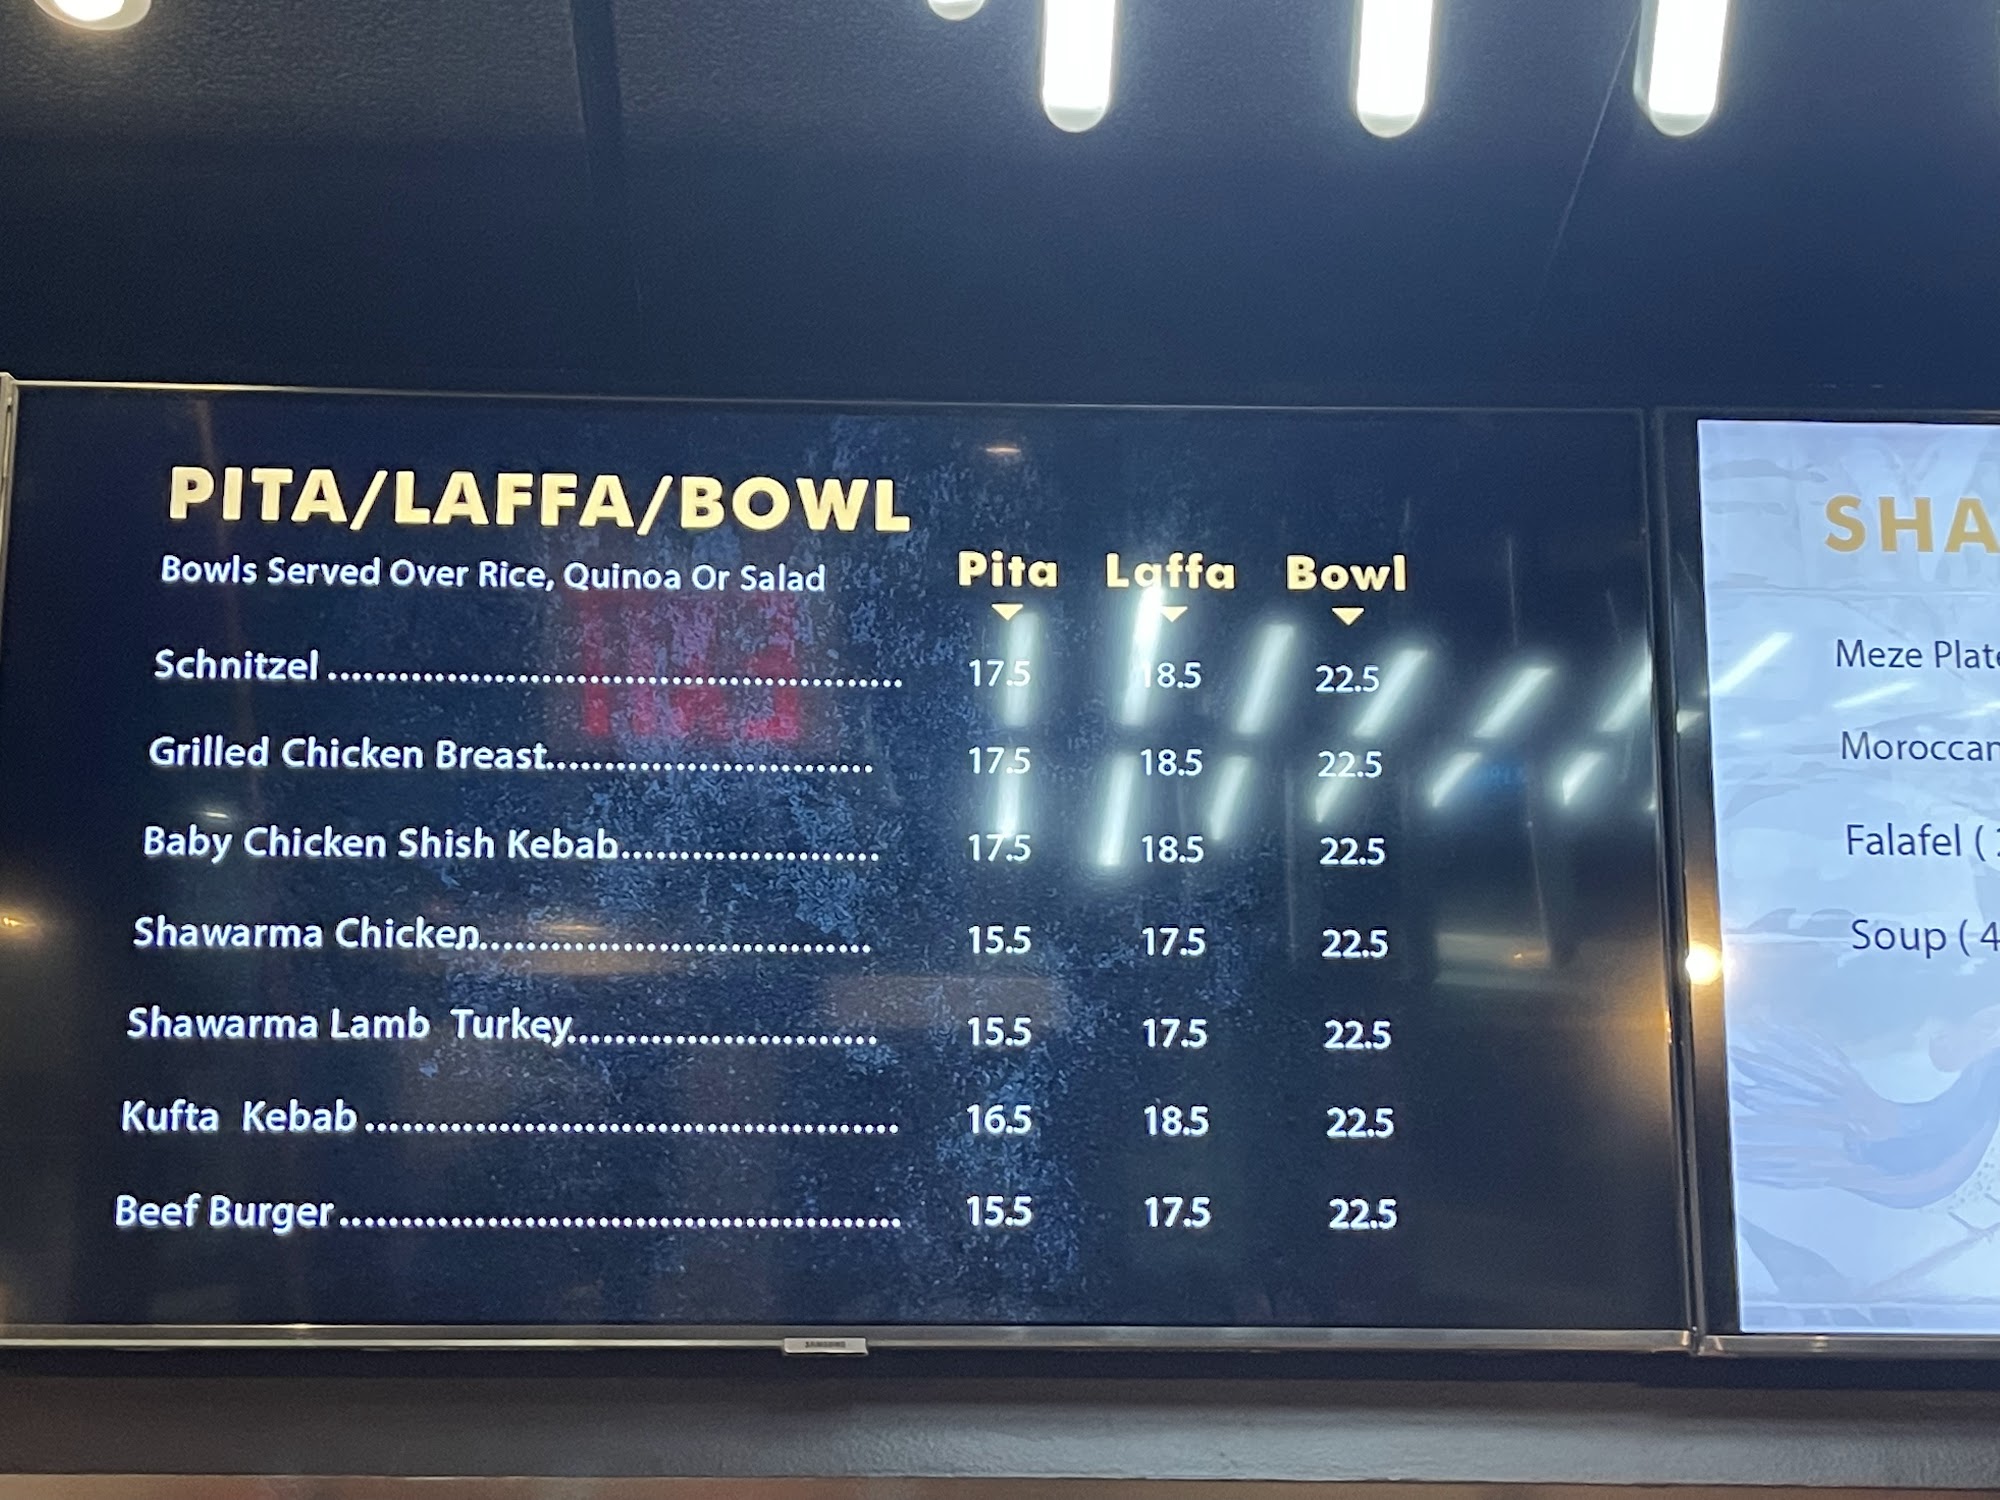 PITA/LAFFA/BOWL
Bowls Served Over Rice, Quinoa Or Salad
Pita Laffa Bowl
Schnitzel 17.5 18.5 22.5
Grilled Chicken Breast 17.5 18.5 22.5
Baby Chicken Shish Kebab 17.5 18.5 22.5
Shawarma Chicken 15.5 17.5 22.5
Shawarma Lamb Turkey 15.5 17.5 22.5
Kufta Kebab 16.5 18.5 22.5
Beef Burger 15.5 17.5 22.5
SAMSUNG
SHA
Meze Plate
Moroccan
Falafel (
Soup ( 4